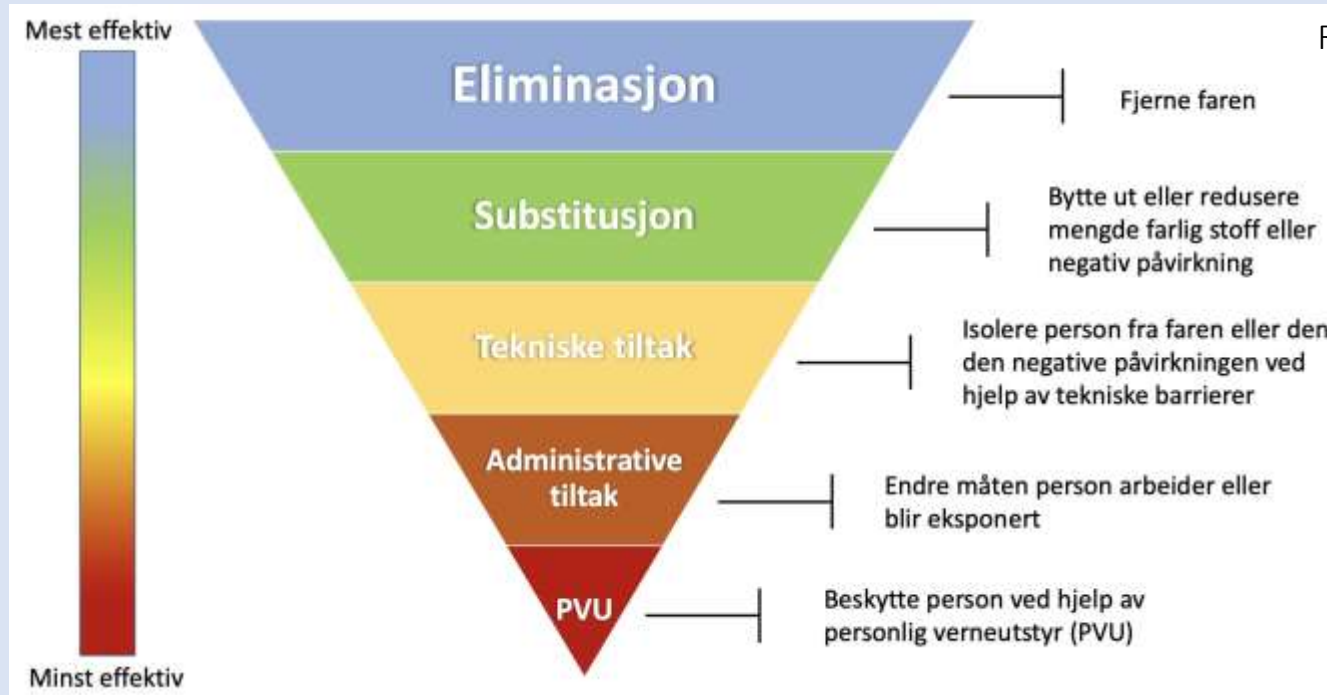 Mest effektiv
Eliminasjon
Fjerne faren
Substitusjon
Bytte ut eller redusere
mengde farlig stoff eller
negativ påvirkning
Tekniske tiltak
Isolere person fra faren eller den
den negative påvirkningen ved
hjelp av tekniske barrierer
Administrative
tiltak
Endre måten person arbeider eller
blir eksponert
PVU
Beskytte person ved hjelp av
personlig verneutstyr (PVU)
Minst effektiv